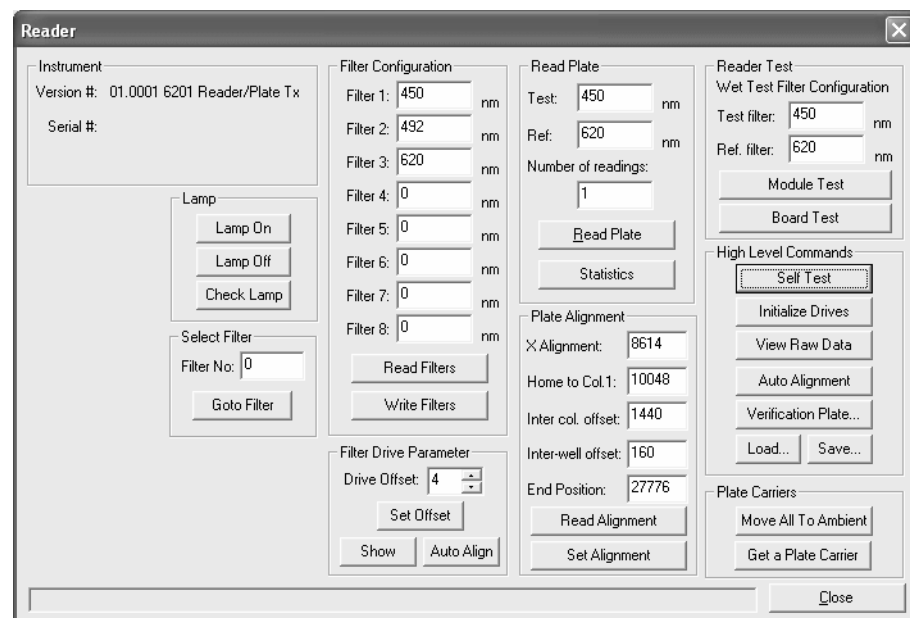 Reader
Instrument
Version #: 01.0001 6201 Reader/Plate Tx
Serial #:
Lamp
Lamp On
Lamp Off
Check Lamp
Select Filter
Filter No: 0
Goto Filter
Filter Configuration
Filter 1: 450 nm
Filter 2: 492 nm
Filter 3: 620 nm
Filter 4: 0 nm
Filter 5: 0 nm
Filter 6: 0 nm
Filter 7: 0 nm
Filter 8: 0 nm
Read Filters
Write Filters
Filter Drive Parameter
Drive Offset: 4
Set Offset
Show Auto Align
Read Plate
Test: 450 nm
Ref: 620 nm
Number of readings:
1
Read Plate
Statistics
Plate Alignment
X Alignment: 8614
Home to Col.1: 10048
Inter col. offset: 1440
Inter-well offset: 160
End Position: 27776
Read Alignment
Set Alignment
Reader Test
Wet Test Filter Configuration
Test filter: 450 nm
Ref. filter: 620 nm
Module Test
Board Test
High Level Commands
Self Test
Initialize Drives
View Raw Data
Auto Alignment
Verification Plate...
Load... Save...
Plate Carriers
Move All To Ambient
Get a Plate Carrier
Close